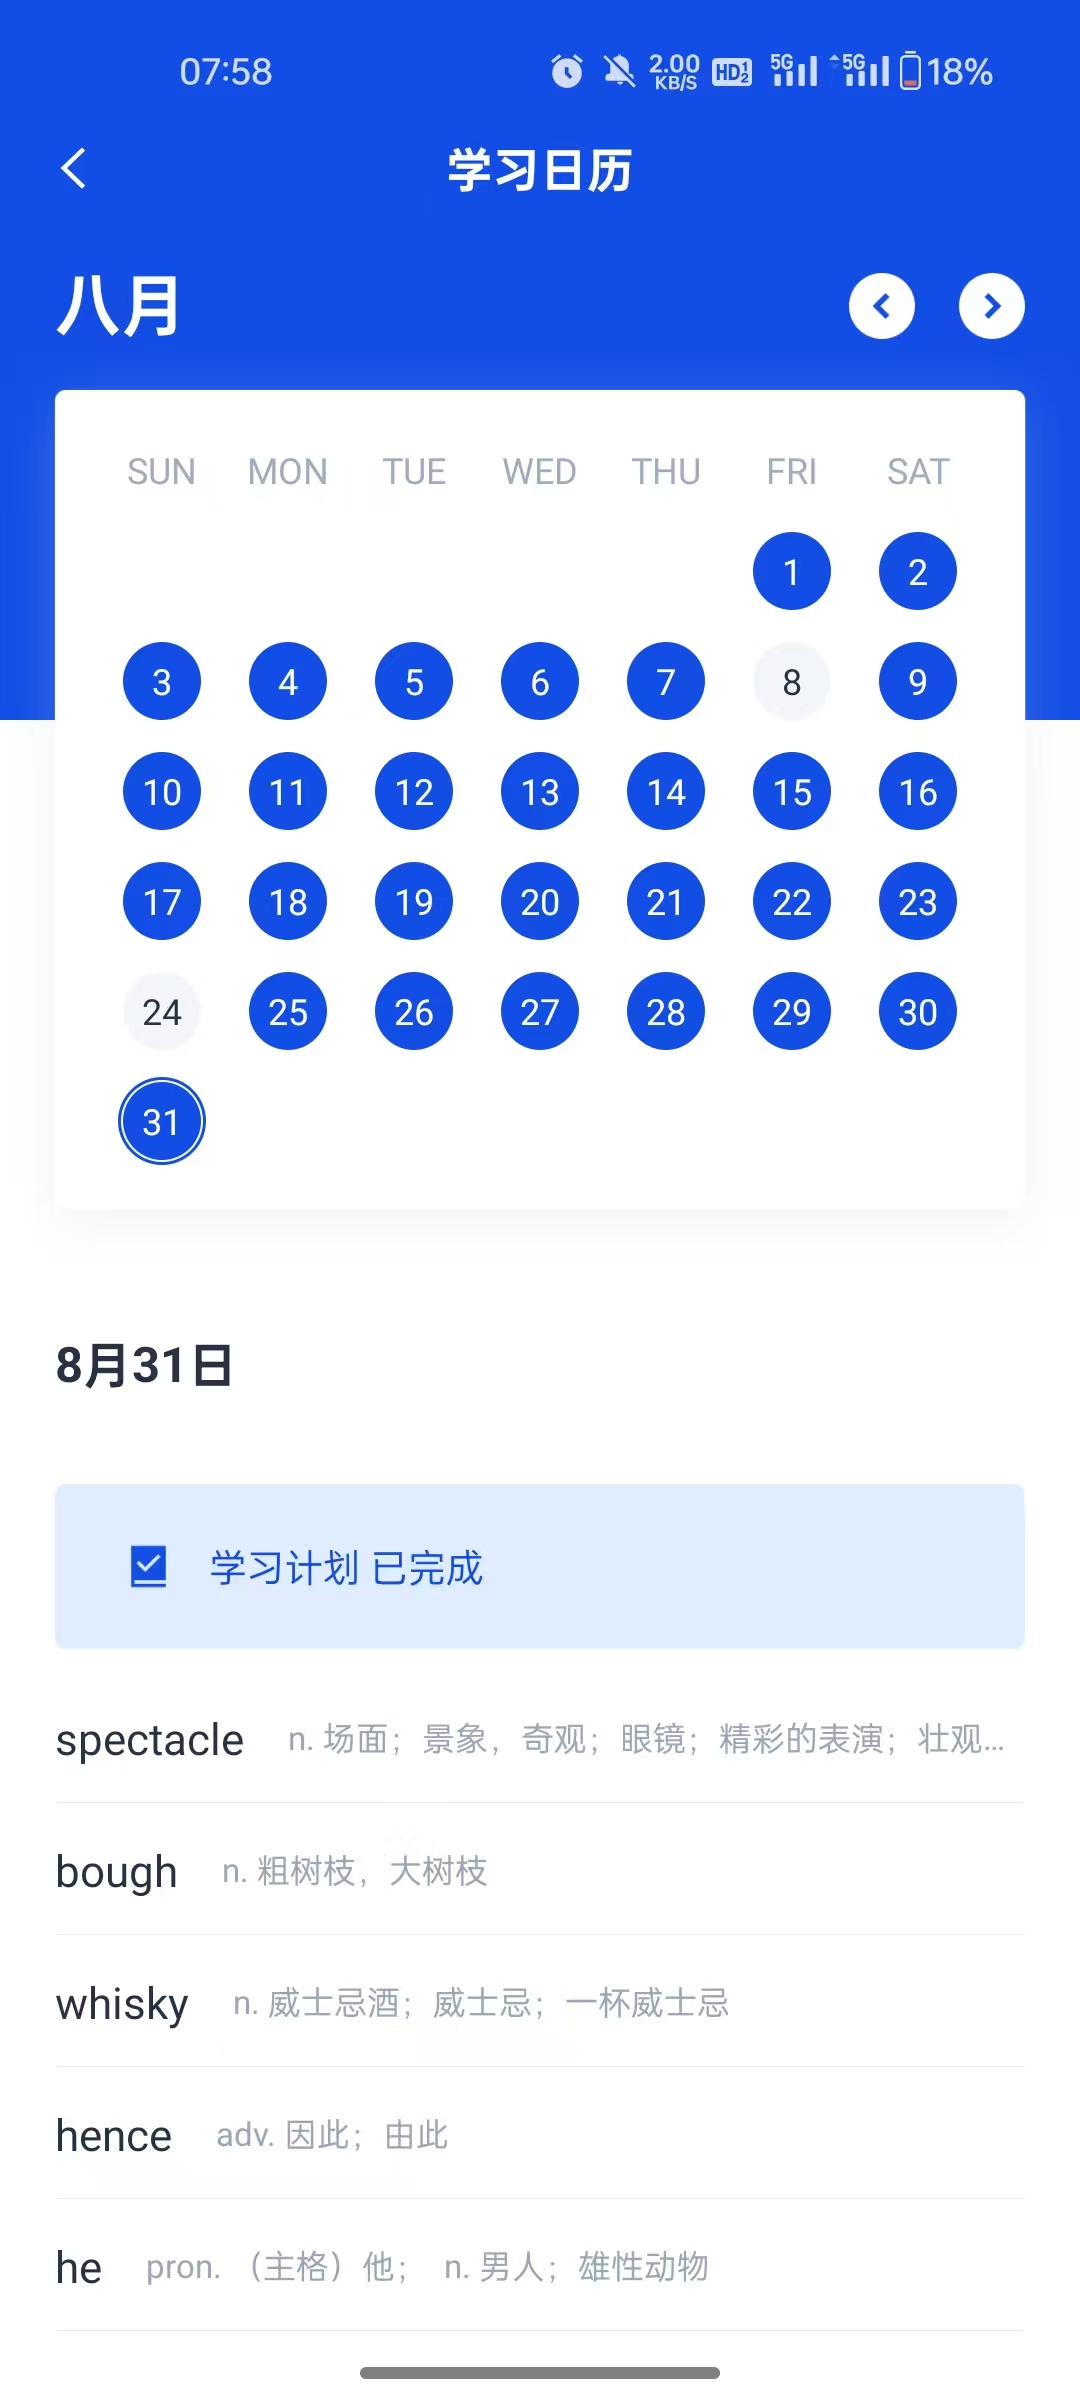 07:58 2.00 KB/S HD 1 2 5G 5G 18%
学习日历
八月
SUN MON TUE WED THU FRI SAT
1 2
3 4 5 6 7 8 9
10 11 12 13 14 15 16
17 18 19 20 21 22 23
24 25 26 27 28 29 30
31
8月31日
学习计划 已完成
spectacle n. 场面；景象，奇观；眼镜；精彩的表演；壮观...
bough n. 粗树枝，大树枝
whisky n. 威士忌酒；威士忌；一杯威士忌
hence adv. 因此；由此
he pron. （主格）他； n. 男人；雄性动物